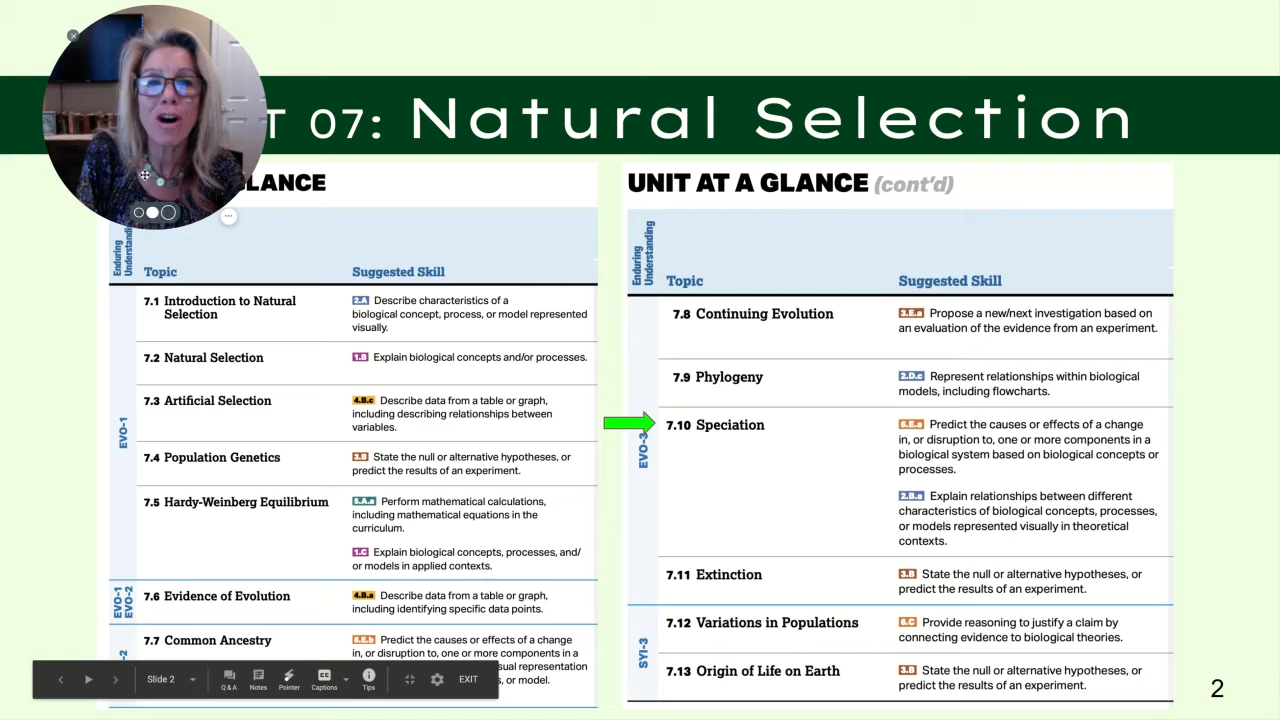 T 07: Natural Selection
LANCE
Enduring
Understanding
Topic
Suggested Skill
EVO-1
7.1 Introduction to Natural
Selection
2.A Describe characteristics of a
biological concept, process, or model represented
visually.
7.2 Natural Selection
1.B Explain biological concepts and/or processes.
7.3 Artificial Selection
4.B.c Describe data from a table or graph,
including describing relationships between
variables.
7.4 Population Genetics
3.B State the null or alternative hypotheses, or
predict the results of an experiment.
7.5 Hardy-Weinberg Equilibrium
5.A.a Perform mathematical calculations,
including mathematical equations in the
curriculum.
1.C Explain biological concepts, processes, and/
or models in applied contexts.
EVO-1
EVO-2
7.6 Evidence of Evolution
4.B.a Describe data from a table or graph,
including identifying specific data points.
-2
7.7 Common Ancestry
6.E.b Predict the causes or effects of a change
in, or disruption to, one or more components in a
sual representation
s, or model.
UNIT AT A GLANCE (cont’d)
Enduring
Understanding
Topic
Suggested Skill
EVO-3
7.8 Continuing Evolution
3.E.a Propose a new/next investigation based on
an evaluation of the evidence from an experiment.
7.9 Phylogeny
2.D.c Represent relationships within biological
models, including flowcharts.
7.10 Speciation
6.E.a Predict the causes or effects of a change
in, or disruption to, one or more components in a
biological system based on biological concepts or
processes.
2.B.a Explain relationships between different
characteristics of biological concepts, processes,
or models represented visually in theoretical
contexts.
7.11 Extinction
3.B State the null or alternative hypotheses, or
predict the results of an experiment.
SYI-3
7.12 Variations in Populations
6.C Provide reasoning to justify a claim by
connecting evidence to biological theories.
7.13 Origin of Life on Earth
3.B State the null or alternative hypotheses, or
predict the results of an experiment.
Slide 2
Q & A
Notes
Pointer
Captions
Tips
EXIT
2